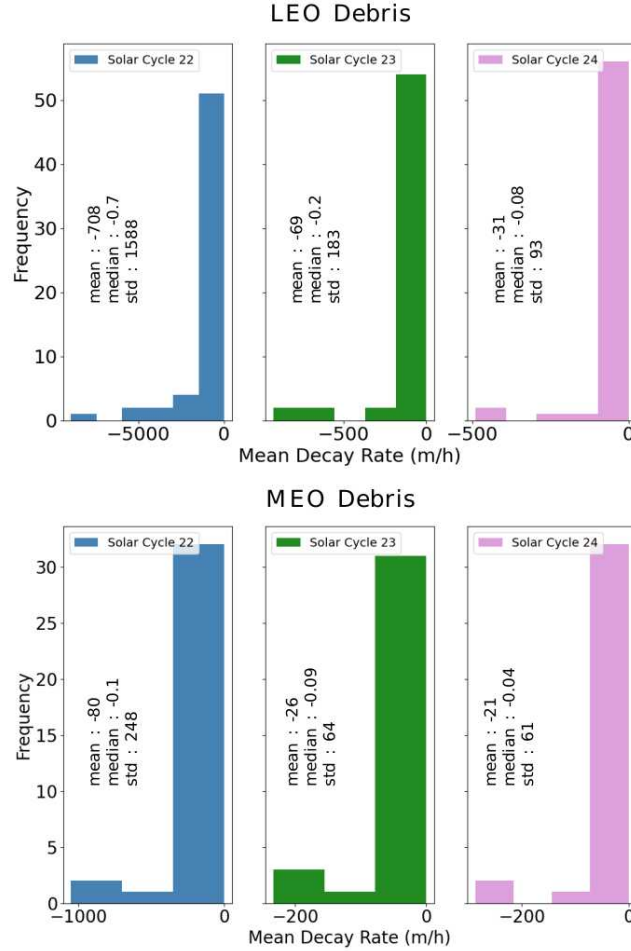 LEO Debris
Solar Cycle 22
Solar Cycle 23
Solar Cycle 24
Frequency
50
40
30
20
10
0
mean : -708
median : -0.7
std : 1588
mean : -69
median : -0.2
std : 183
mean : -31
median : -0.08
std : 93
−5000
0
−500
0
−500
0
Mean Decay Rate (m/h)
MEO Debris
Solar Cycle 22
Solar Cycle 23
Solar Cycle 24
Frequency
30
25
20
15
10
5
0
mean : -80
median : -0.1
std : 248
mean : -26
median : -0.09
std : 64
mean : -21
median : -0.04
std : 61
−1000
0
−200
0
−200
0
Mean Decay Rate (m/h)